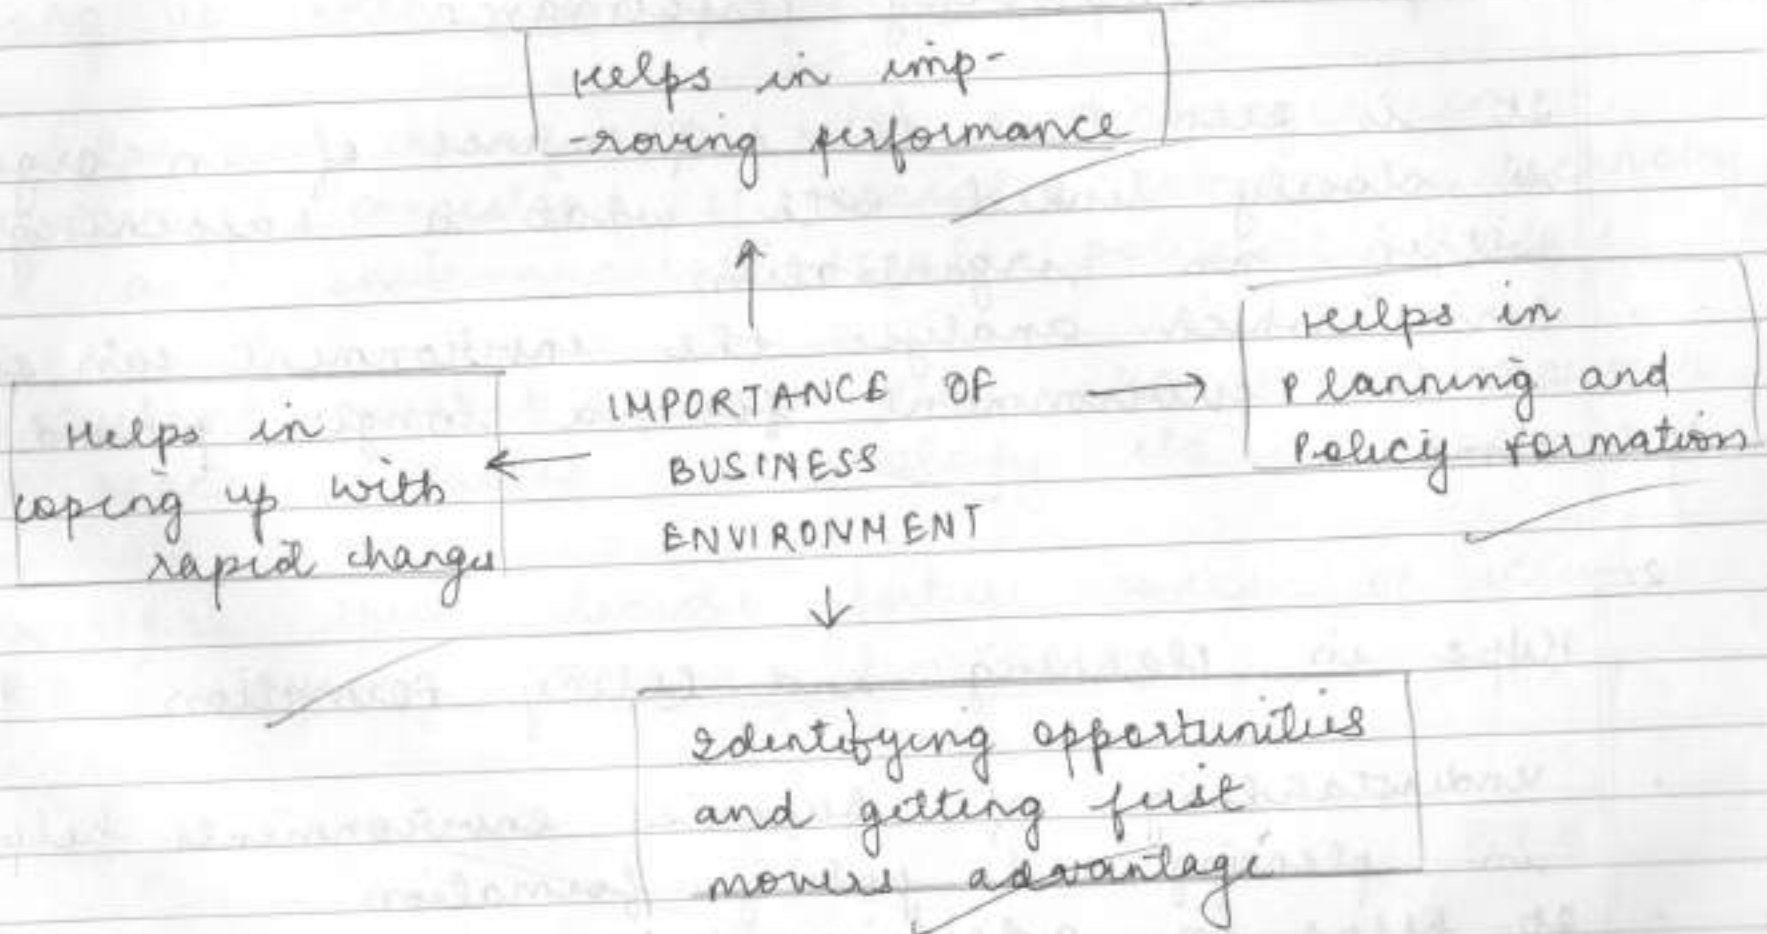 Helps in imp-
-roving performance
Helps in
Planning and
Policy formation
IMPORTANCE OF
BUSINESS
ENVIRONMENT
Helps in
coping up with
rapid changes
Identifying opportunities
and getting first
movers advantage